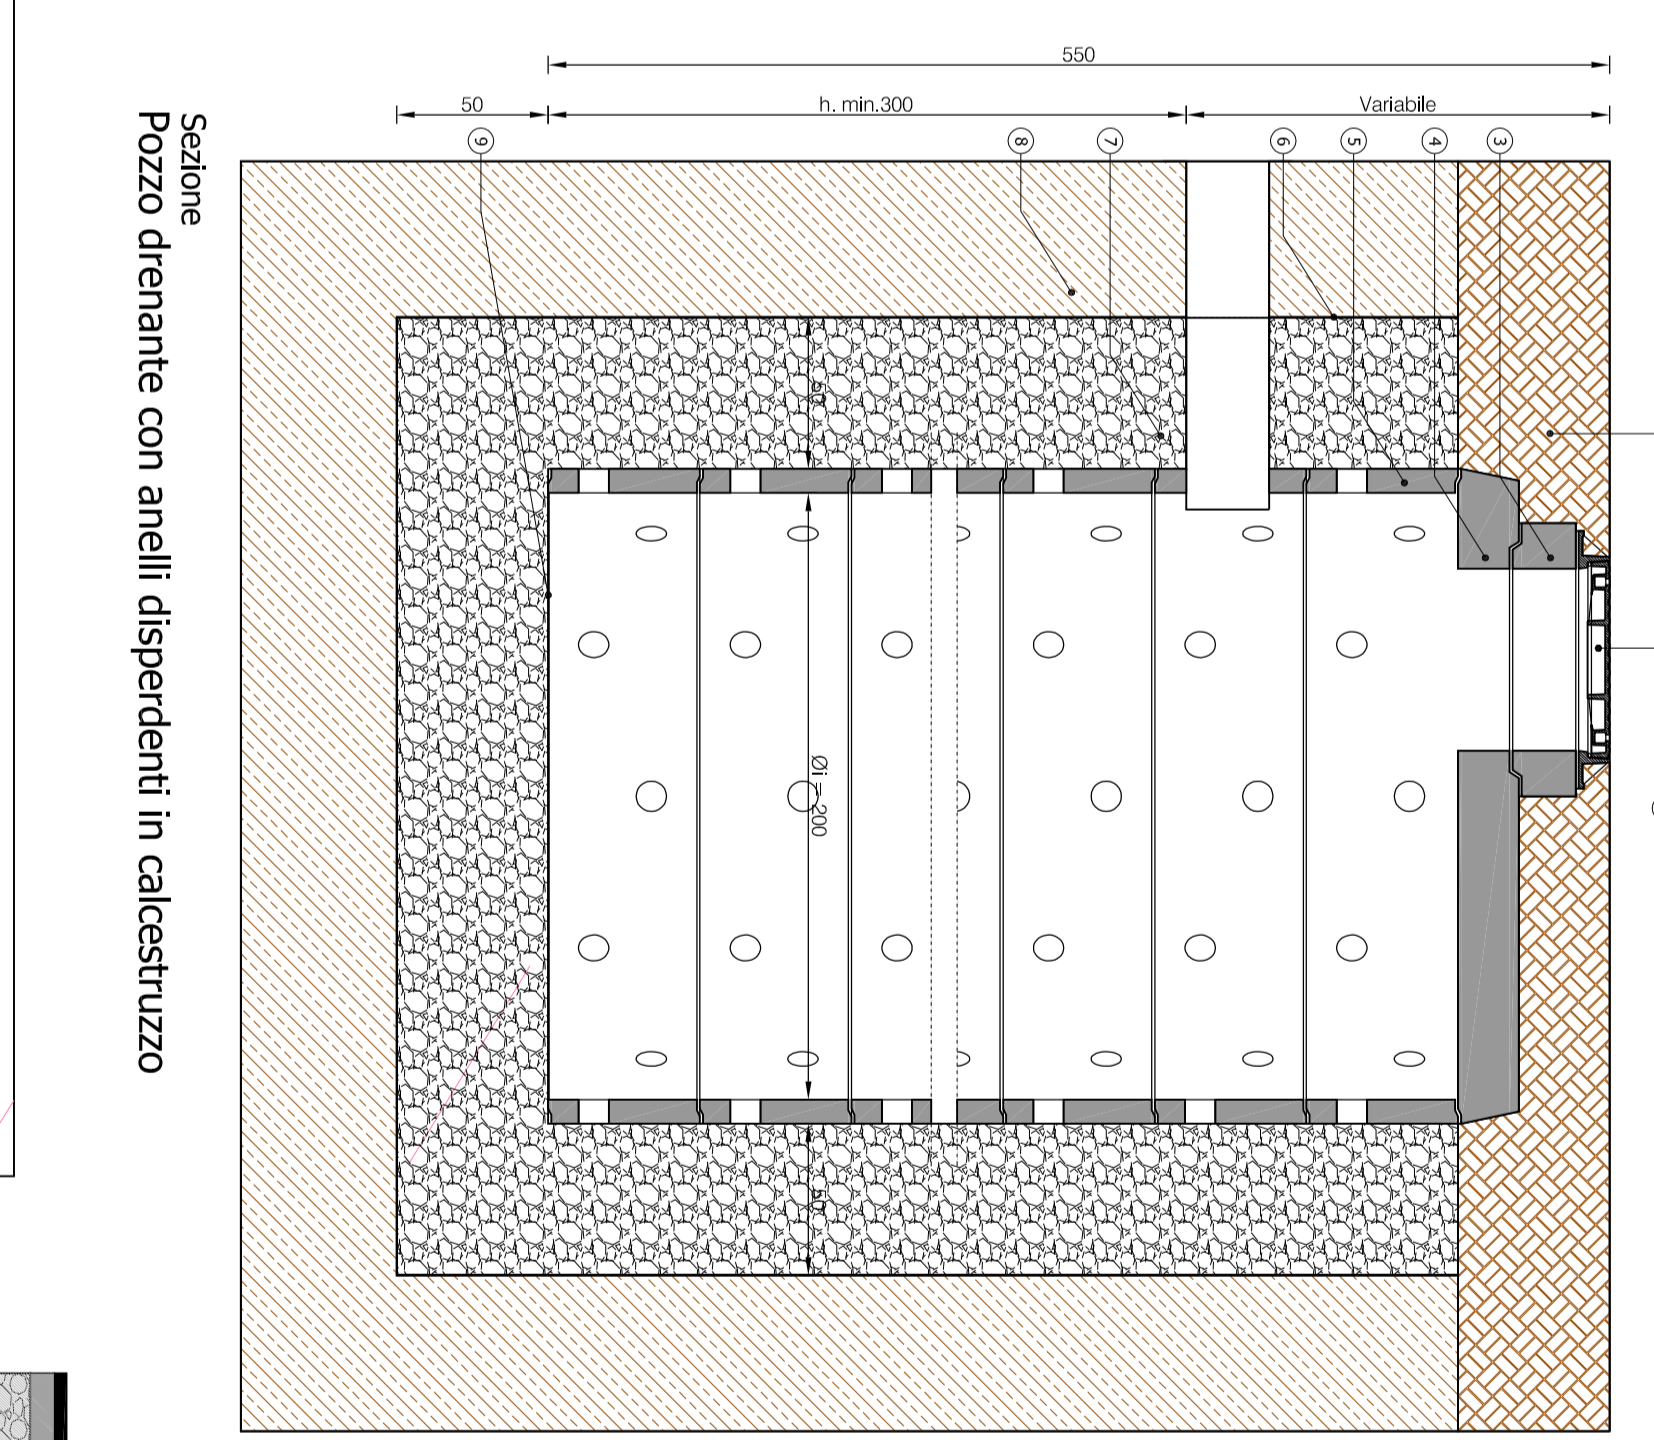 Sezione
Pozzo drenante con anelli disperdenti in calcestruzzo
550
50
h. min.300
Variabile
9
8
7
6
5
4
3
50
Øi = 200
50